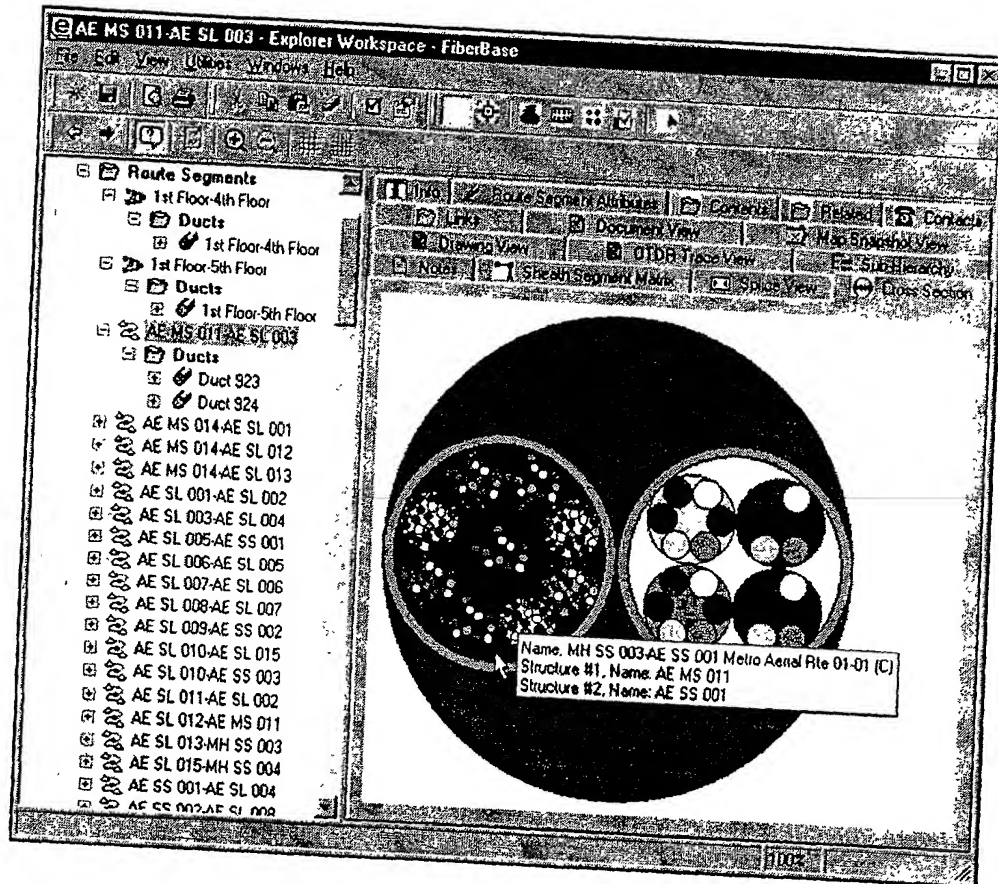 AE MS 011-AE SL 003 - Explorer Workspace - FiberBase
File Edit View Utilities Windows Help
Route Segments
1st Floor-4th Floor
Ducts
1st Floor-4th Floor
1st Floor-5th Floor
Ducts
1st Floor-5th Floor
AE MS 011-AE SL 003
Ducts
Duct 923
Duct 924
AE MS 014-AE SL 001
AE MS 014-AE SL 012
AE MS 014-AE SL 013
AE SL 001-AE SL 002
AE SL 003-AE SL 004
AE SL 005-AE SS 001
AE SL 006-AE SL 005
AE SL 007-AE SL 006
AE SL 008-AE SL 007
AE SL 009-AE SS 002
AE SL 010-AE SL 015
AE SL 010-AE SS 003
AE SL 011-AE SL 002
AE SL 012-AE MS 011
AE SL 013-MH SS 003
AE SL 015-MH SS 004
AE SS 001-AE SL 004
AE SS 002-AE SL 008
Info Route Segment Attributes Contents Related Contacts
Links Document View Map Snapshot View
Drawing View OTDR Trace View Sub-Hierarchy
Notes Sheath Segment Matrix Splice View Cross Section
Name, MH SS 003-AE SS 001 Metro Aerial Rte 01-01 (C)
Structure #1, Name: AE MS 011
Structure #2, Name: AE SS 001
100%